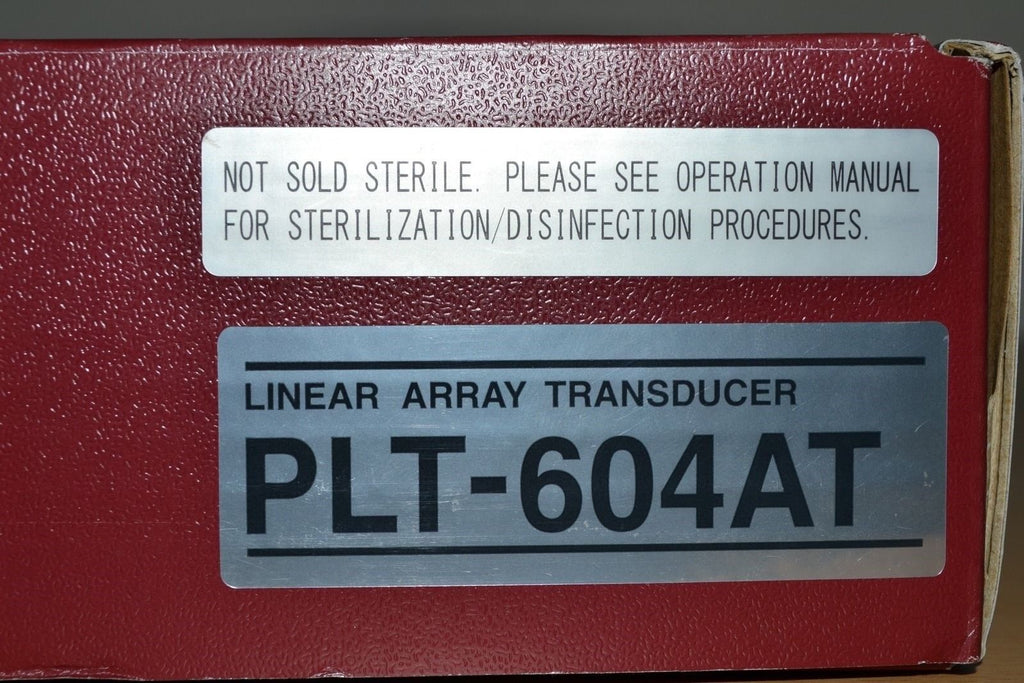 NOT SOLD STERILE. PLEASE SEE OPERATION MANUAL
FOR STERILIZATION/DISINFECTION PROCEDURES.
LINEAR ARRAY TRANSDUCER
PLT-604AT